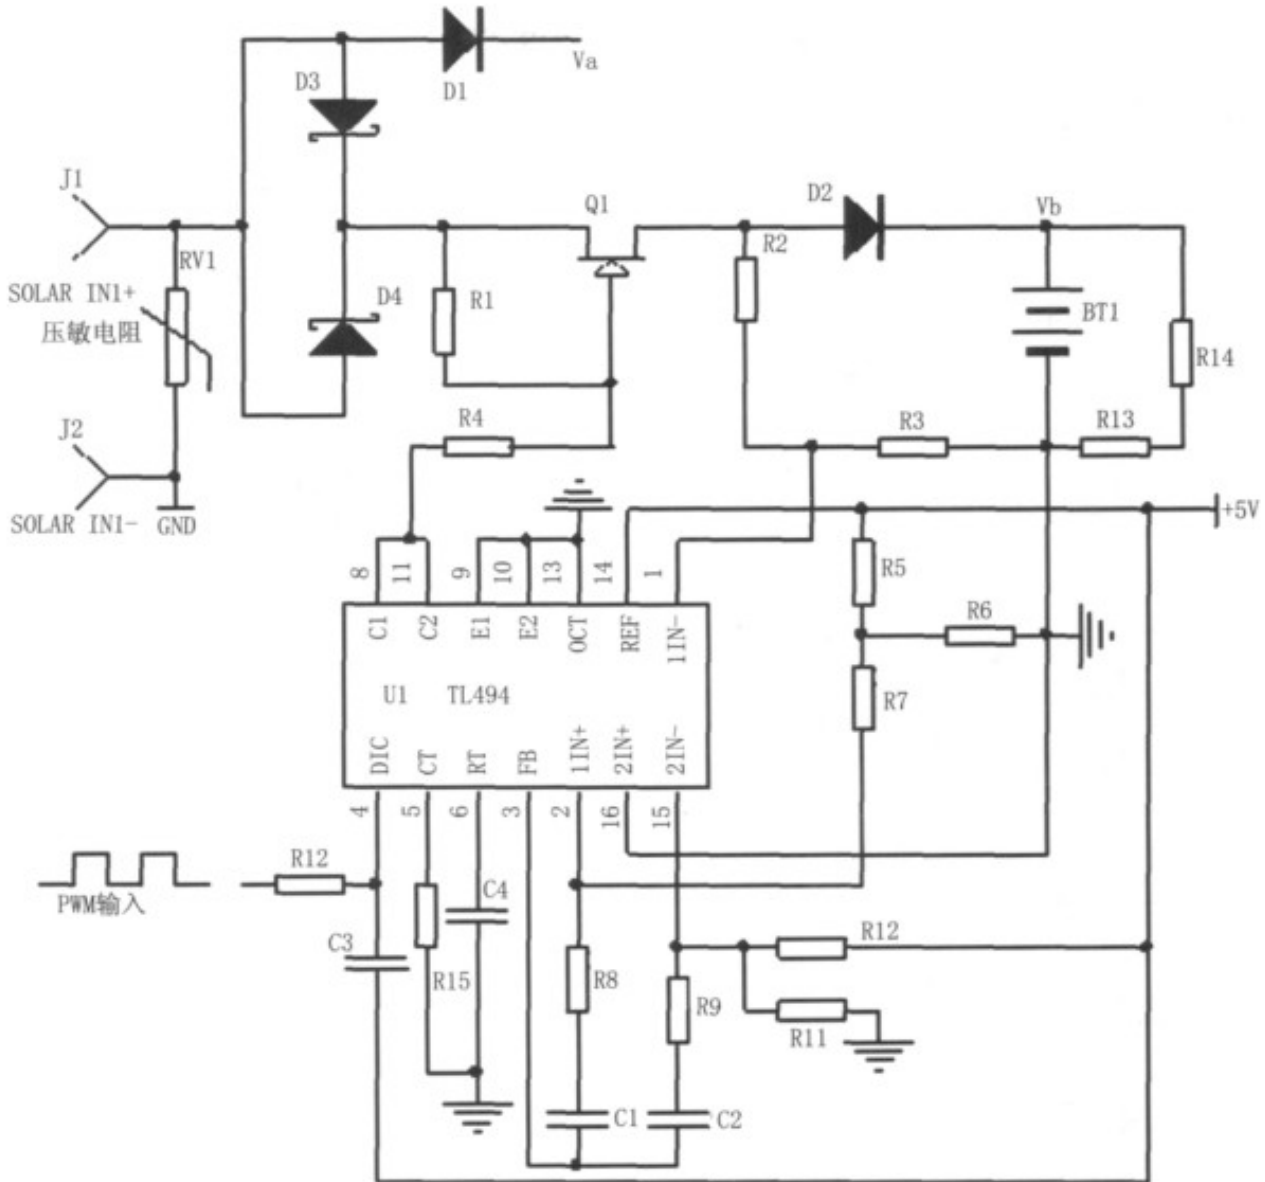 Va
D3
D1
J1
Q1
D2
Vb
RV1
R2
SOLAR IN1+
D4
R1
BT1
压敏电阻
R14
J2
R4
R3
R13
SOLAR IN1-
GND
+5V
8
11
9
10
13
14
1
R5
R6
C1
C2
E1
E2
OCT
REF
1IN-
U1
TL494
R7
DIC
CT
RT
FB
1IN+
2IN+
2IN-
4
5
6
3
2
16
15
R12
PWM输入
C4
C3
R12
R15
R8
R9
R11
C1
C2